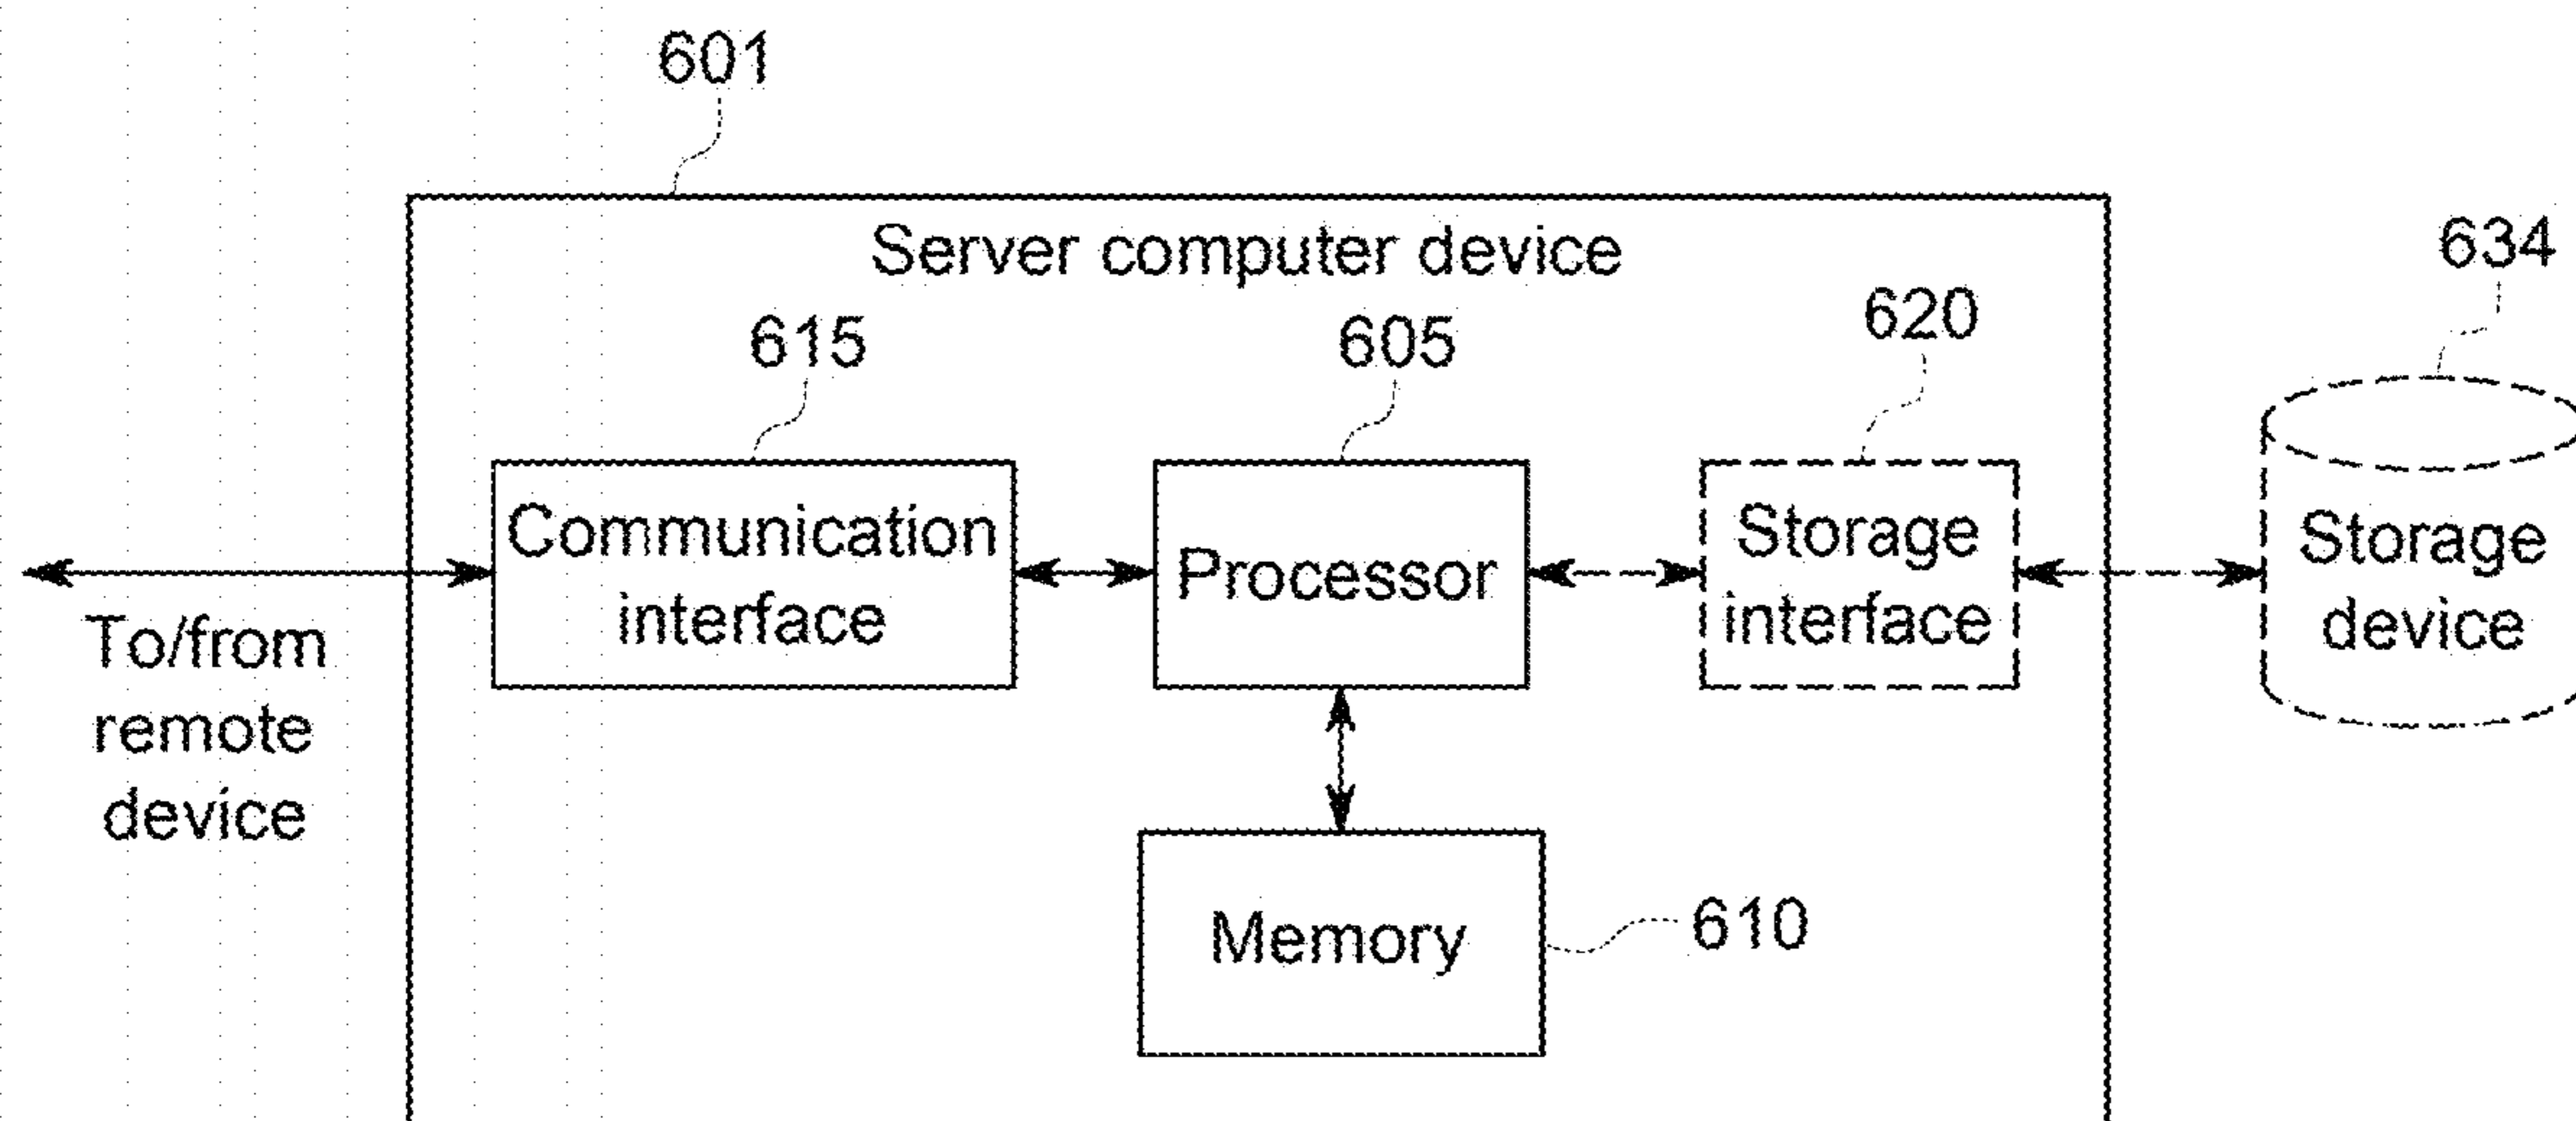 601
Server computer device
634
615
605
620
Communication
interface
Processor
Storage
interface
Storage
device
To/from
remote
device
Memory
610